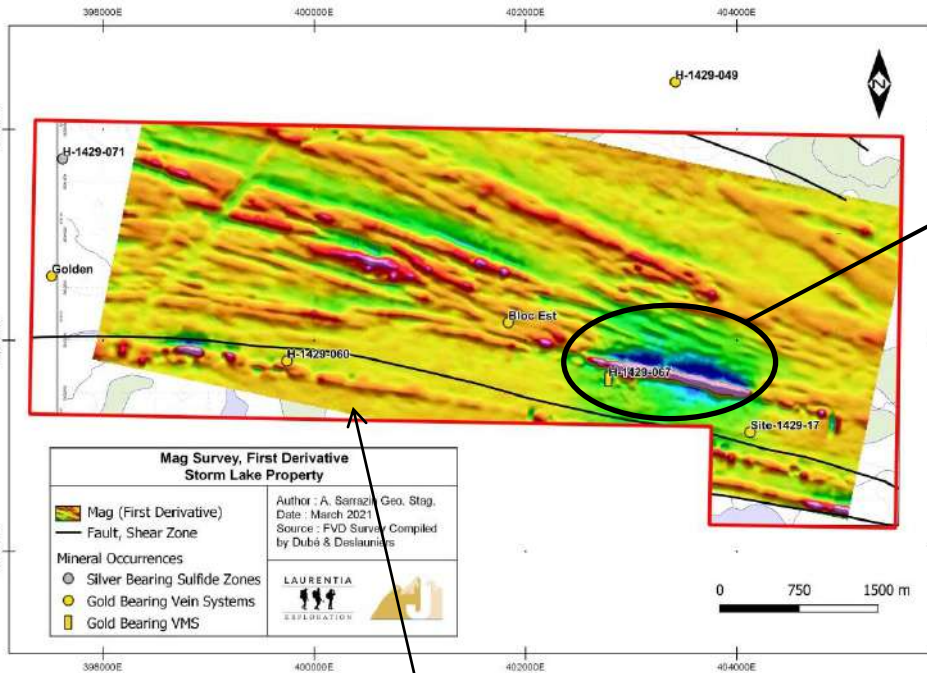 398000E 400000E 402000E 404000E
H-1429-049
H-1429-071
Golden
Bloc Est
H-1429-060
H-1429-067
Site-1429-17
Mag Survey, First Derivative
Storm Lake Property
Mag (First Derivative)
Fault, Shear Zone
Mineral Occurrences
Silver Bearing Sulfide Zones
Gold Bearing Vein Systems
Gold Bearing VMS
Author : A. Sarrazin Geo. Stag.
Date : March 2021
Source : FVD Survey Compiled
by Dubé & Deslauriers
LAURENTIA
EXPLORATION
J
N
0 750 1500 m
398000E 400000E 402000E 404000E